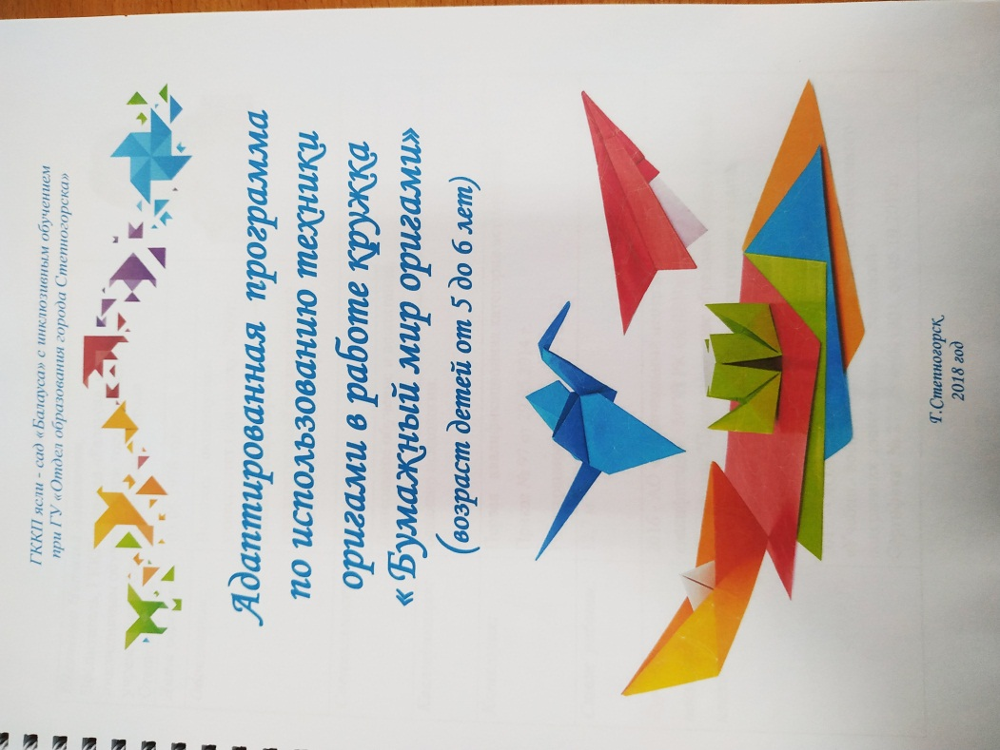 ГККП ясли - сад «Балауса» с инклюзивным обучением
при ГУ «Отдел образования города Степногорска»
Адаптированная программа
по использованию техники
оригами в работе кружка
« Бумажный мир оригами»
(возраст детей от 5 до 6 лет)
Г.Степногорск
2018 год